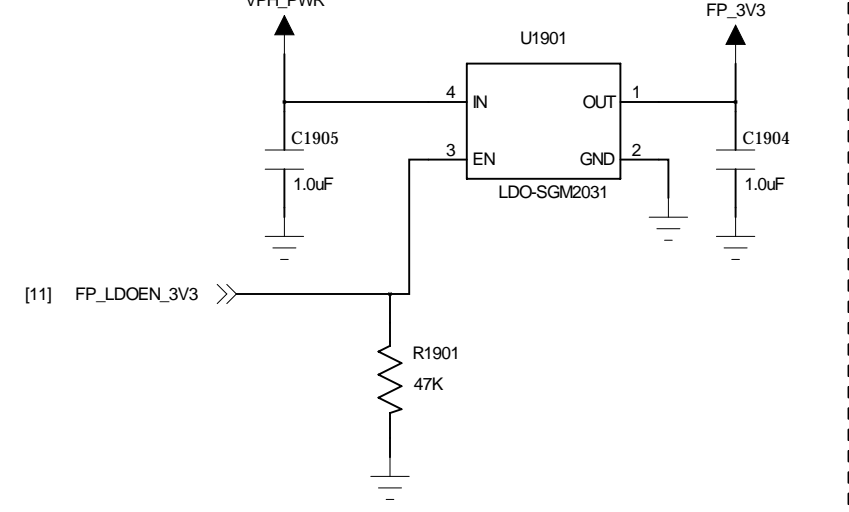 VPH_PWR
FP_3V3
U1901
4 IN OUT 1
C1905
C1904
3 EN GND 2
1.0uF
1.0uF
LDO-SGM2031
[11] FP_LDOEN_3V3
R1901
47K